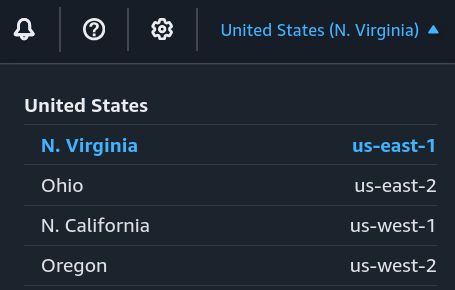 United States (N. Virginia)
United States
N. Virginia us-east-1
Ohio us-east-2
N. California us-west-1
Oregon us-west-2